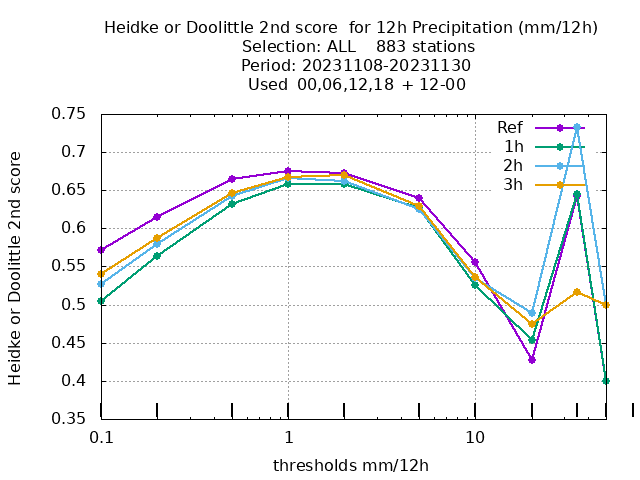 Heidke or Doolittle 2nd score  for 12h Precipitation (mm/12h)
Selection: ALL    883 stations
Period: 20231108-20231130
Used  00,06,12,18  + 12-00
Heidke or Doolittle 2nd score
0.75
0.7
0.65
0.6
0.55
0.5
0.45
0.4
0.35
Ref
1h
2h
3h
0.1 1 10
thresholds mm/12h